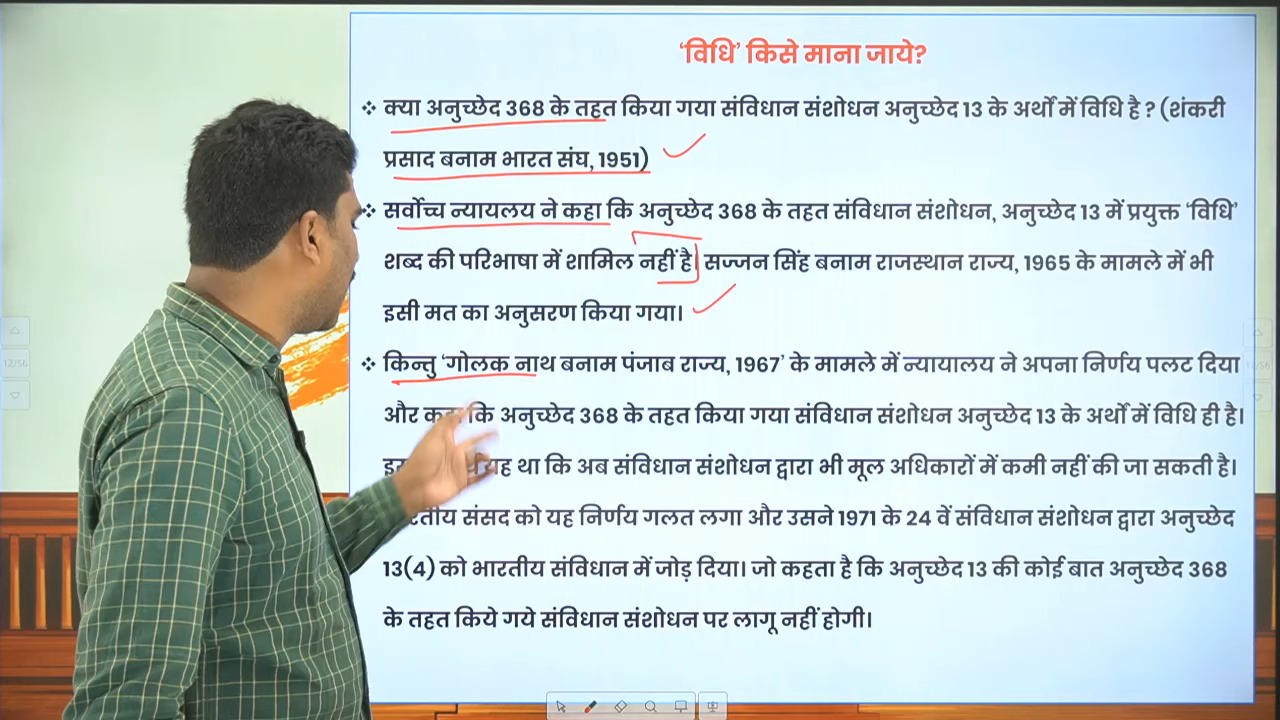 'विधि' किसे माना जाये?
❖ क्या अनुच्छेद 368 के तहत किया गया संविधान संशोधन अनुच्छेद 13 के अर्थों में विधि है ? (शंकरी
प्रसाद बनाम भारत संघ, 1951)
❖ सर्वोच्च न्यायलय ने कहा कि अनुच्छेद 368 के तहत संविधान संशोधन, अनुच्छेद 13 में प्रयुक्त 'विधि'
शब्द की परिभाषा में शामिल नहीं है। सज्जन सिंह बनाम राजस्थान राज्य, 1965 के मामले में भी
इसी मत का अनुसरण किया गया।
❖ किन्तु 'गोलक नाथ बनाम पंजाब राज्य, 1967' के मामले में न्यायालय ने अपना निर्णय पलट दिया
और कि अनुच्छेद 368 के तहत किया गया संविधान संशोधन अनुच्छेद 13 के अर्थों में विधि ही है।
यह था कि अब संविधान संशोधन द्वारा भी मूल अधिकारों में कमी नहीं की जा सकती है।
संसद को यह निर्णय गलत लगा और उसने 1971 के 24 वें संविधान संशोधन द्वारा अनुच्छेद
13(4) को भारतीय संविधान में जोड़ दिया। जो कहता है कि अनुच्छेद 13 की कोई बात अनुच्छेद 368
के तहत किये गये संविधान संशोधन पर लागू नहीं होगी।
12/56